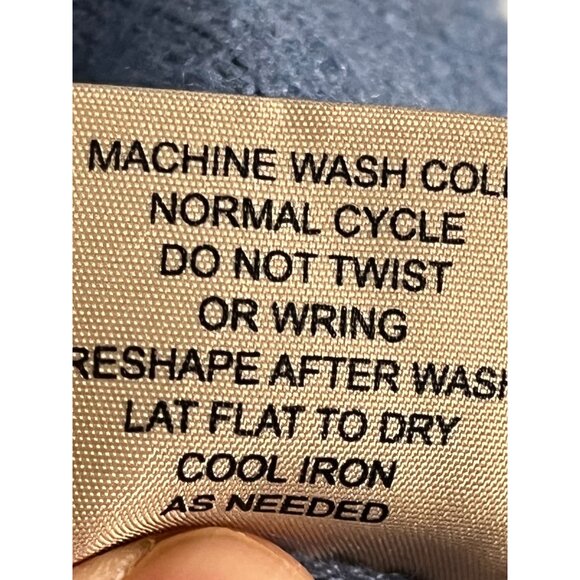 MACHINE WASH COLD
NORMAL CYCLE
DO NOT TWIST
OR WRING
RESHAPE AFTER WASH
LAT FLAT TO DRY
COOL IRON
AS NEEDED